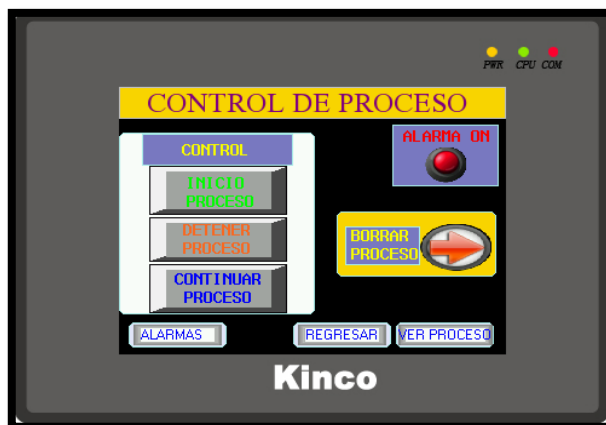 PWR CPU COM
CONTROL DE PROCESO
CONTROL
ALARMA ON
INICIO
PROCESO
DETENER
PROCESO
BORRAR
PROCESO
CONTINUAR
PROCESO
ALARMAS
REGRESAR
VER PROCESO
Kinco